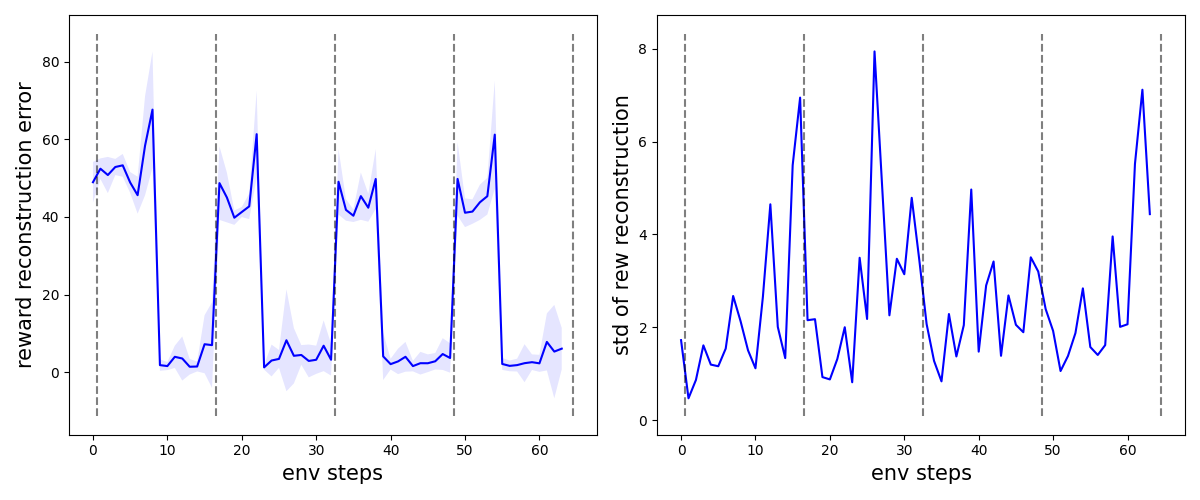 reward reconstruction error
80
60
40
20
0
0 10 20 30 40 50 60
env steps
std of rew reconstruction
8
6
4
2
0
0 10 20 30 40 50 60
env steps